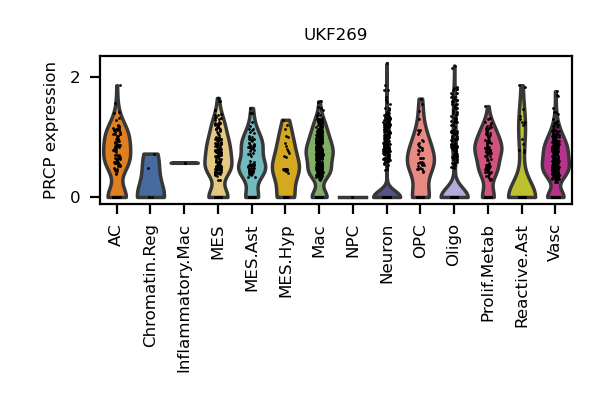 UKF269
PRCP expression
2
0
AC
Chromatin.Reg
Inflammatory.Mac
MES
MES.Ast
MES.Hyp
Mac
NPC
Neuron
OPC
Oligo
Prolif.Metab
Reactive.Ast
Vasc